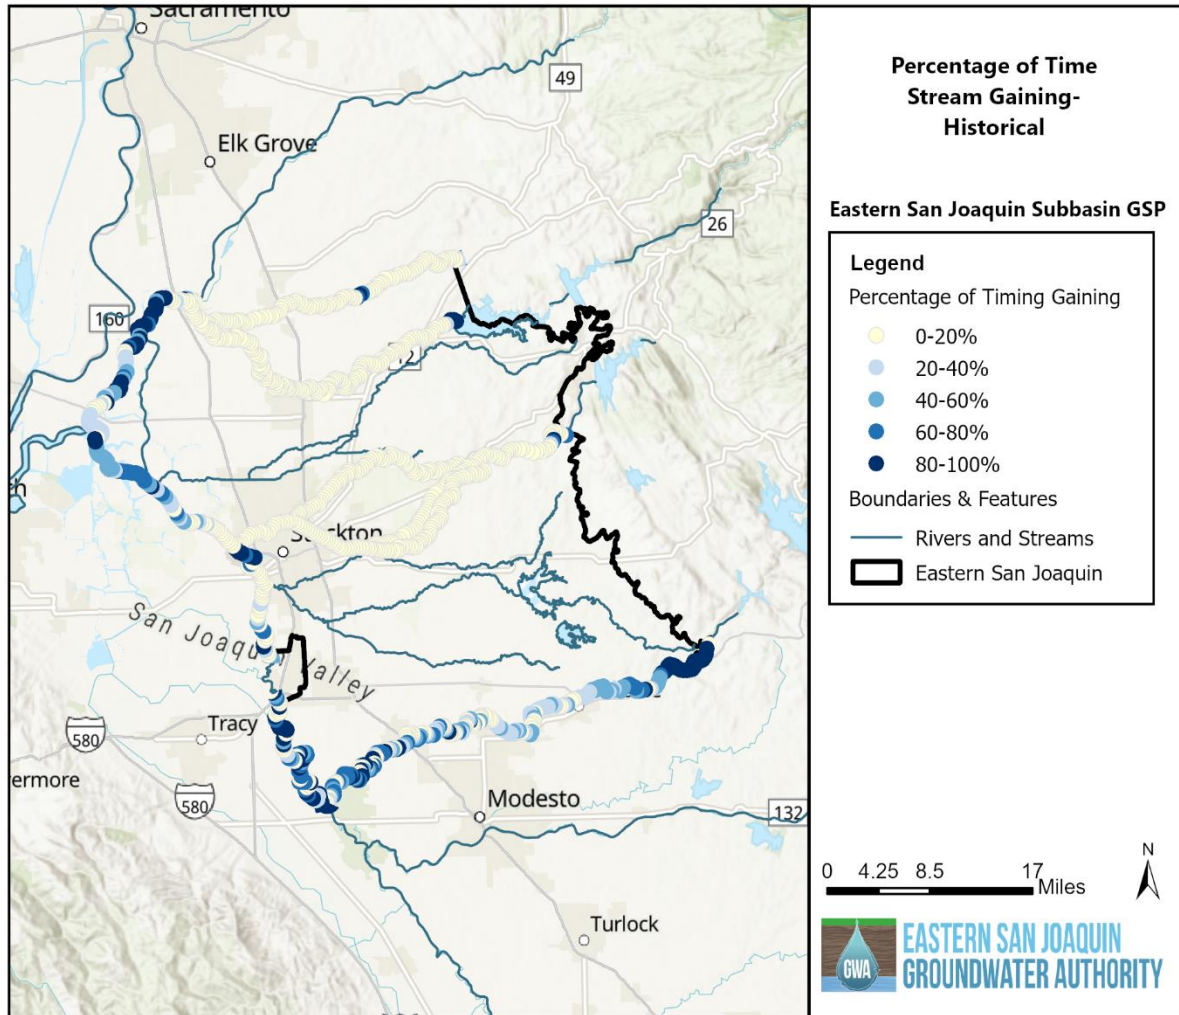 Sacramento
49
Elk Grove
26
160
12
Stockton
San Joaquin Valley
Tracy
580
580
Modesto
132
Turlock
Percentage of Time
Stream Gaining-
Historical
Eastern San Joaquin Subbasin GSP
Legend
Percentage of Timing Gaining
0-20%
20-40%
40-60%
60-80%
80-100%
Boundaries & Features
Rivers and Streams
Eastern San Joaquin
0 4.25 8.5 17
Miles
N
GWA
EASTERN SAN JOAQUIN
GROUNDWATER AUTHORITY